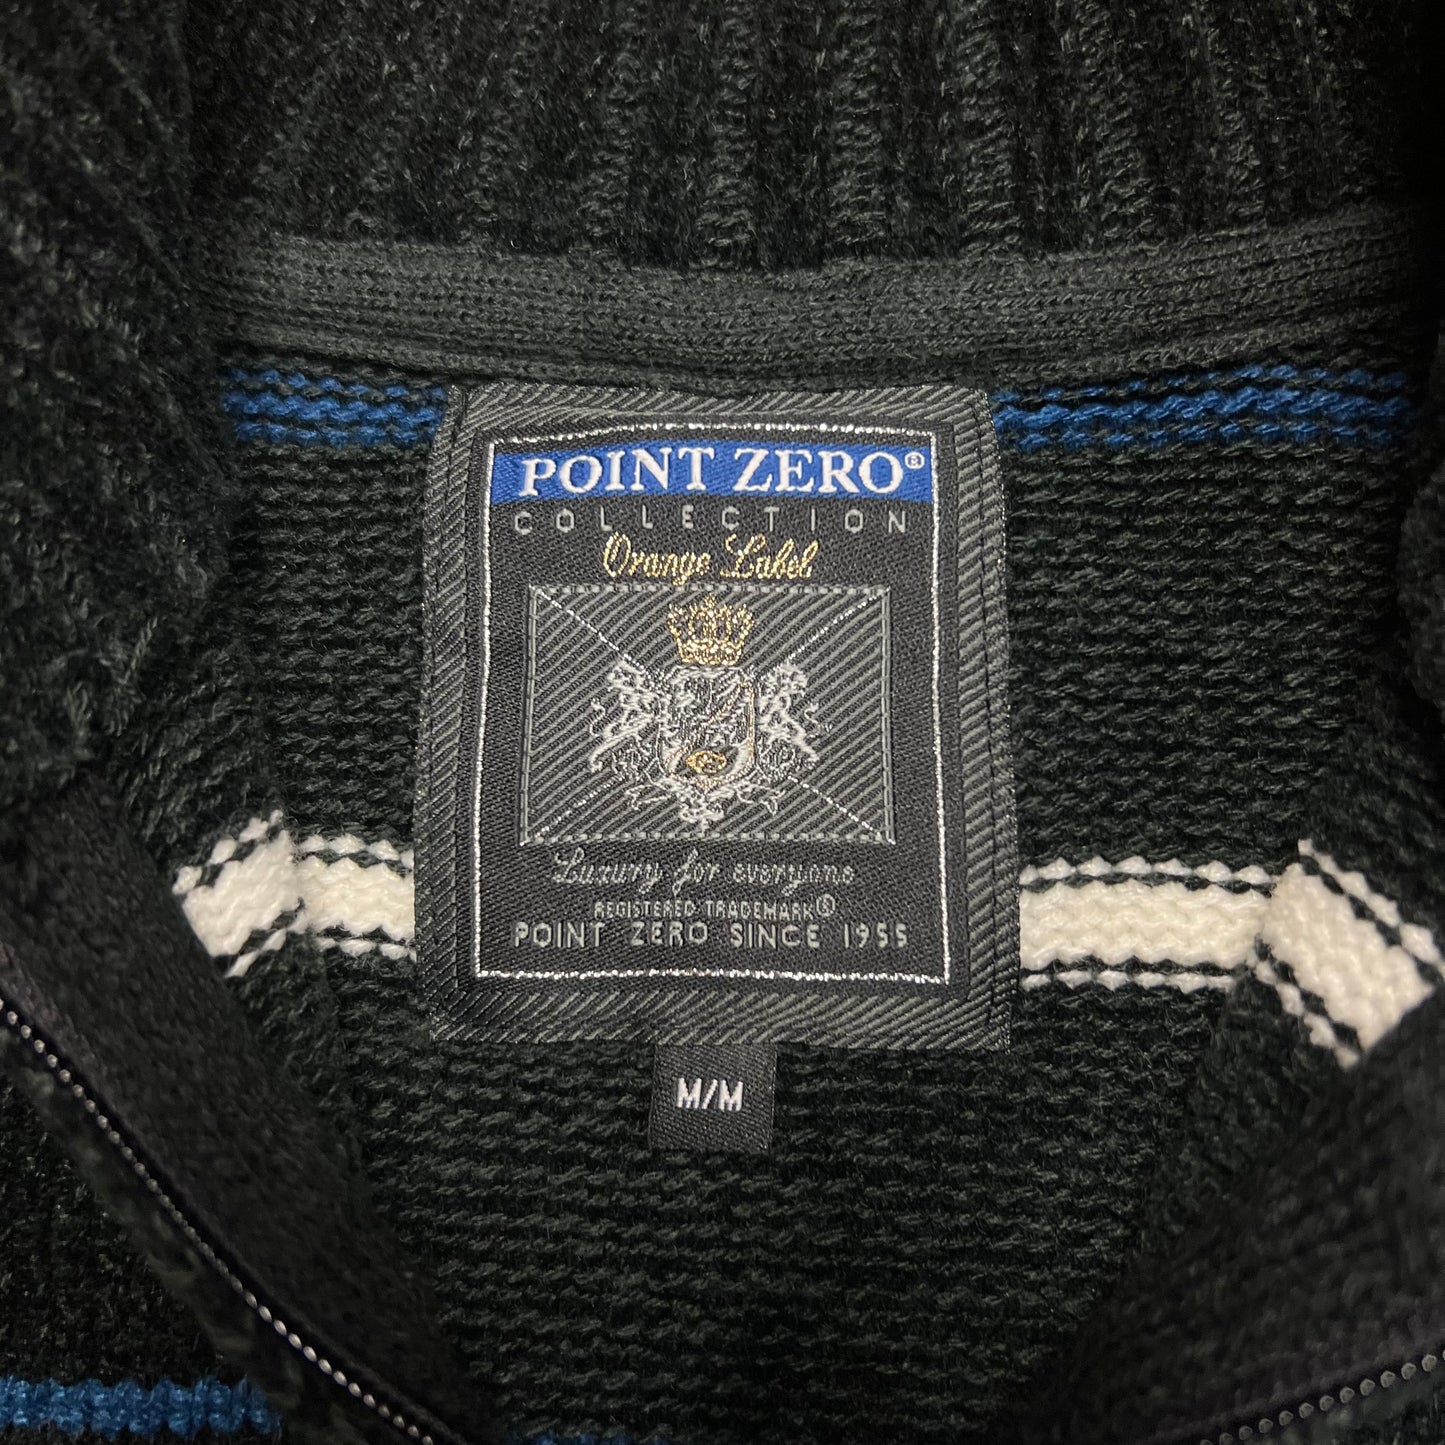 POINT ZERO®
COLLECTION
Orange Label
Luxury for everyone
REGISTERED TRADEMARK®
POINT ZERO SINCE 1955
M/M